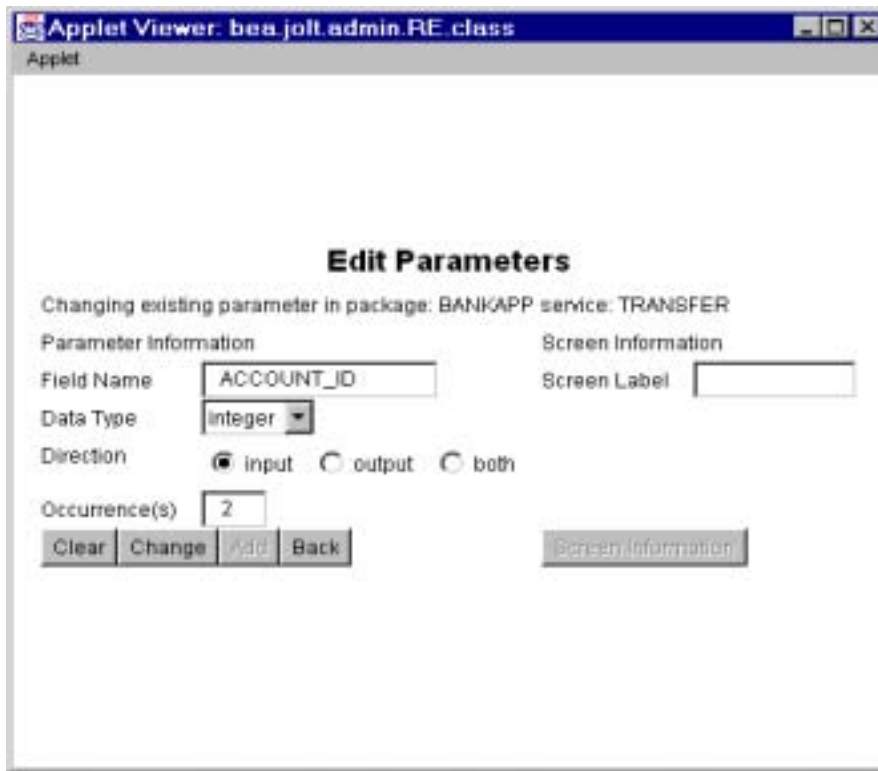 Applet Viewer: bea.jolt.admin.RE.class
Applet
Edit Parameters
Changing existing parameter in package: BANKAPP service: TRANSFER
Parameter Information Screen Information
Field Name ACCOUNT_ID Screen Label
Data Type integer
Direction input output both
Occurrence(s) 2
Clear Change Add Back Screen Information